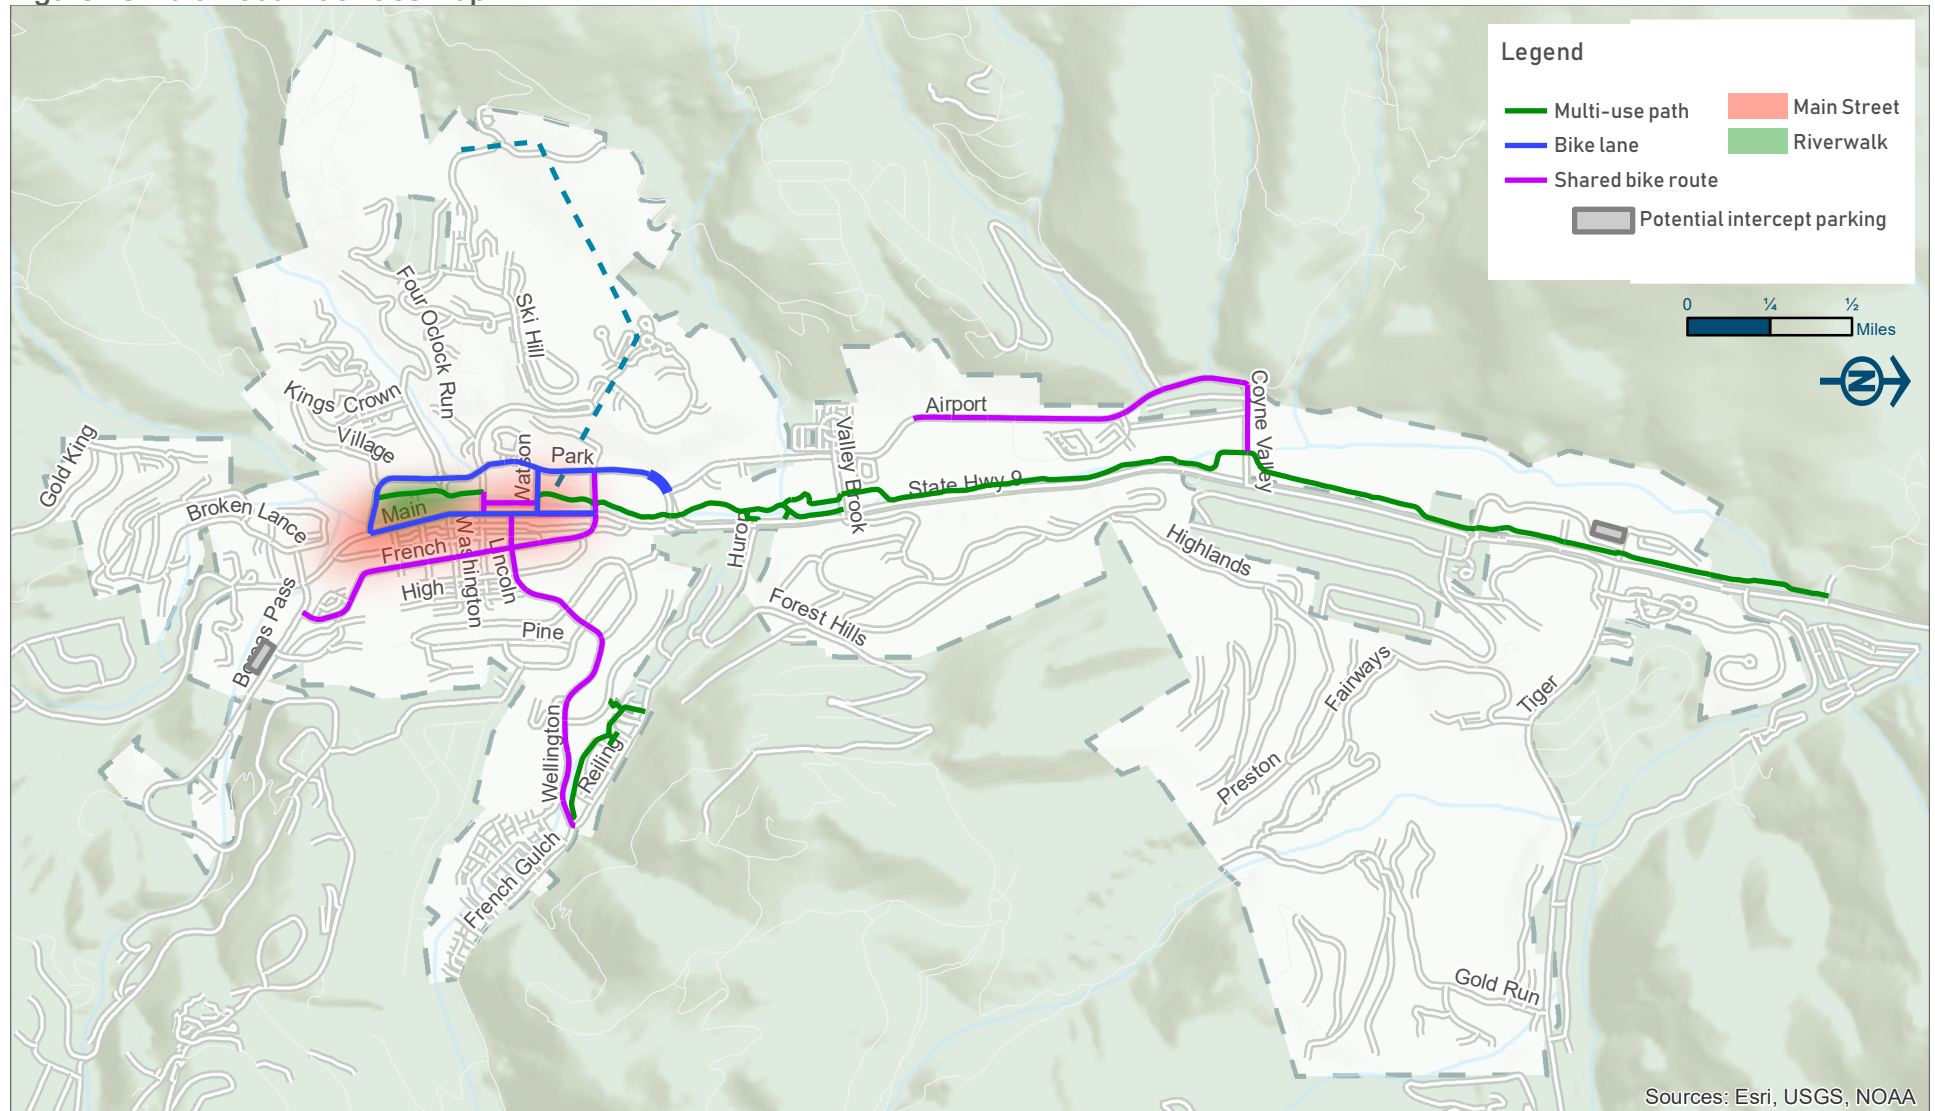 Legend
Multi-use path
Main Street
Bike lane
Riverwalk
Shared bike route
Potential intercept parking
0 ¼ ½
Miles
N
Four Oclock Run
Ski Hill
Kings Crown
Village
Gold King
Broken Lance
Watson
Park
Main
French
Washington
Lincoln
High
Pine
Boreas Pass
Wellington
Reiling
French Gulch
Huron
Valley Brook
Airport
State Hwy 9
Coyne Valley
Forest Hills
Highlands
Fairways
Preston
Tiger
Gold Run
Sources: Esri, USGS, NOAA